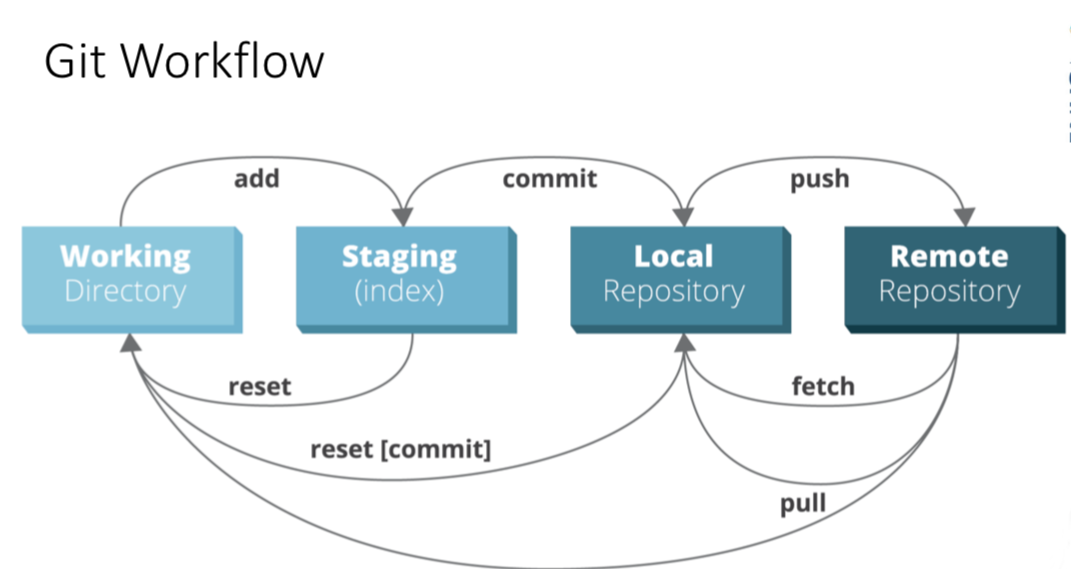 Git Workflow
add
commit
push
Working
Directory
Staging
(index)
Local
Repository
Remote
Repository
reset
fetch
reset [commit]
pull